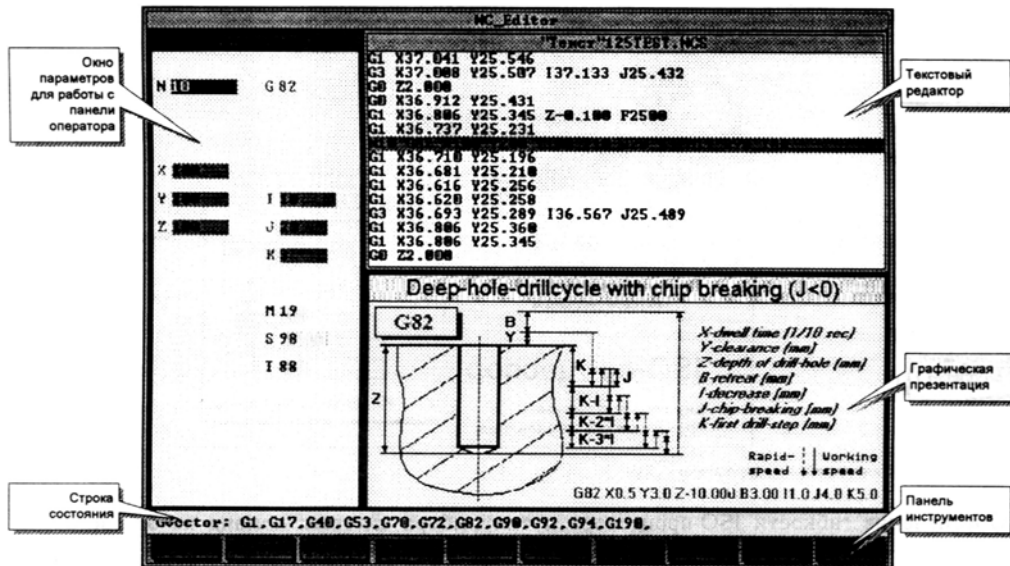 NC_Editor
Окно
параметров
для работы с
панели
оператора
N 10 G 82
X
Y I
Z J
K
M 19
S 90
T 88
125TEST.NCS
G1 X37.041 Y25.546
G3 X37.008 Y25.507 I37.133 J25.432
G0 Z2.000
G0 X36.912 Y25.431
G1 X36.806 Y25.345 Z-0.100 F2500
G1 X36.737 Y25.231
G1 X36.710 Y25.196
G1 X36.681 Y25.210
G1 X36.616 Y25.256
G1 X36.620 Y25.258
G3 X36.693 Y25.289 I36.567 J25.489
G1 X36.806 Y25.360
G1 X36.806 Y25.345
G0 Z2.000
Текстовый
редактор
Deep-hole-drillcycle with chip breaking (J<0)
G82
B
Y
K
J
Z
K-I
K-2*I
K-3*I
X-dwell time [1/10 sec]
Y-clearance [mm]
Z-depth of drill-hole [mm]
B-retreat [mm]
I-decrease [mm]
J-chip-breaking [mm]
K-first drill-step [mm]
Rapid- Working
speed speed
G82 X0.5 Y3.0 Z-10.00 B3.00 I1.0 J4.0 K5.0
Графическая
презентация
Строка
состояния
Gvector: G1,G17,G40,G53,G70,G72,G82,G90,G92,G94,G190,
Панель
инструментов